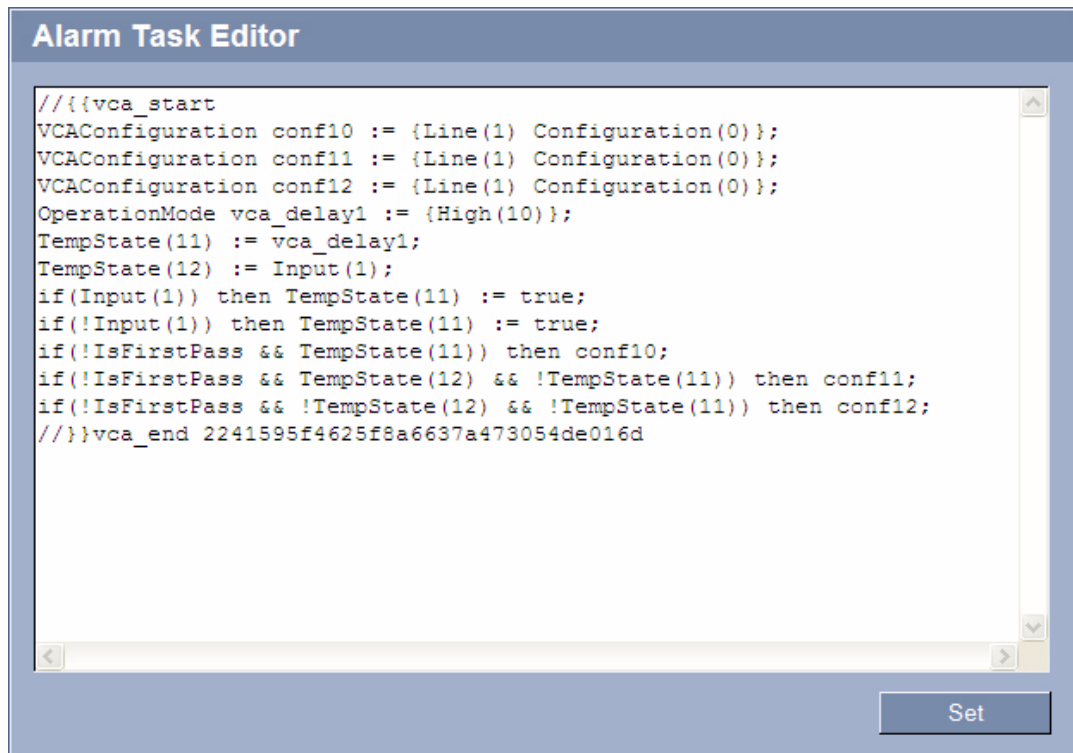 Alarm Task Editor
//{{vca_start
VCAConfiguration conf10 := {Line(1) Configuration(0)};
VCAConfiguration conf11 := {Line(1) Configuration(0)};
VCAConfiguration conf12 := {Line(1) Configuration(0)};
OperationMode vca_delay1 := {High(10)};
TempState(11) := vca_delay1;
TempState(12) := Input(1);
if(Input(1)) then TempState(11) := true;
if(!Input(1)) then TempState(11) := true;
if(!IsFirstPass && TempState(11)) then conf10;
if(!IsFirstPass && TempState(12) && !TempState(11)) then conf11;
if(!IsFirstPass && !TempState(12) && !TempState(11)) then conf12;
//}}vca_end 2241595f4625f8a6637a473054de016d
Set